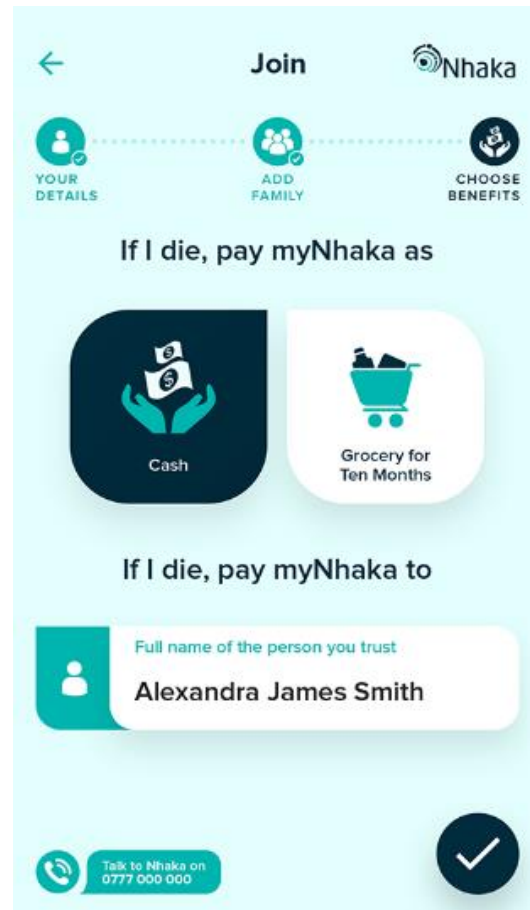 Join
Nhaka
YOUR
DETAILS
ADD
FAMILY
CHOOSE
BENEFITS
If I die, pay myNhaka as
Cash
Grocery for
Ten Months
If I die, pay myNhaka to
Full name of the person you trust
Alexandra James Smith
Talk to Nhaka on
0777 000 000